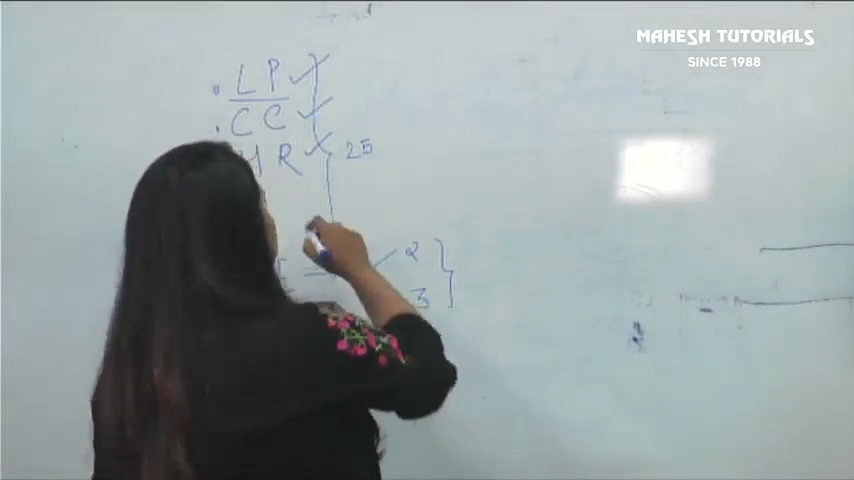 MAHESH TUTORIALS
SINCE 1988
. LP
. CC
R 25
2
3